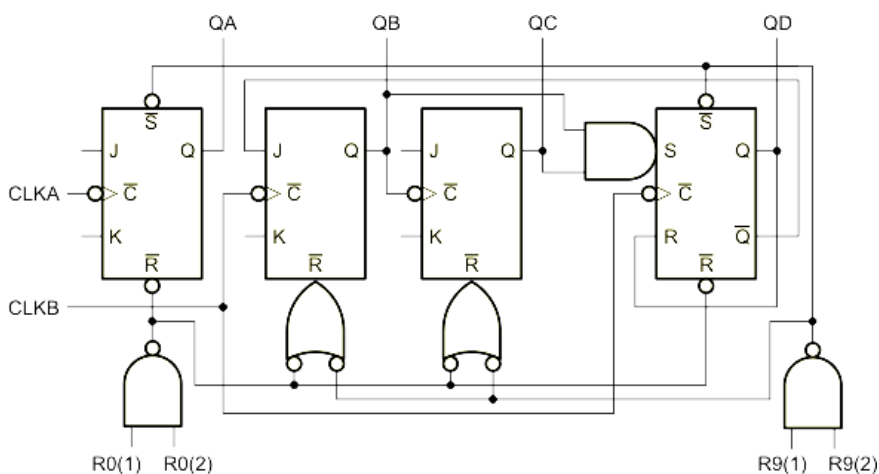 QA QB QC QD
S̅ S̅
J Q J Q J Q S Q
CLKA C̅ C̅ C̅ C̅
K K K R Q̅
R̅ R̅ R̅ R̅
CLKB
R0(1) R0(2) R9(1) R9(2)